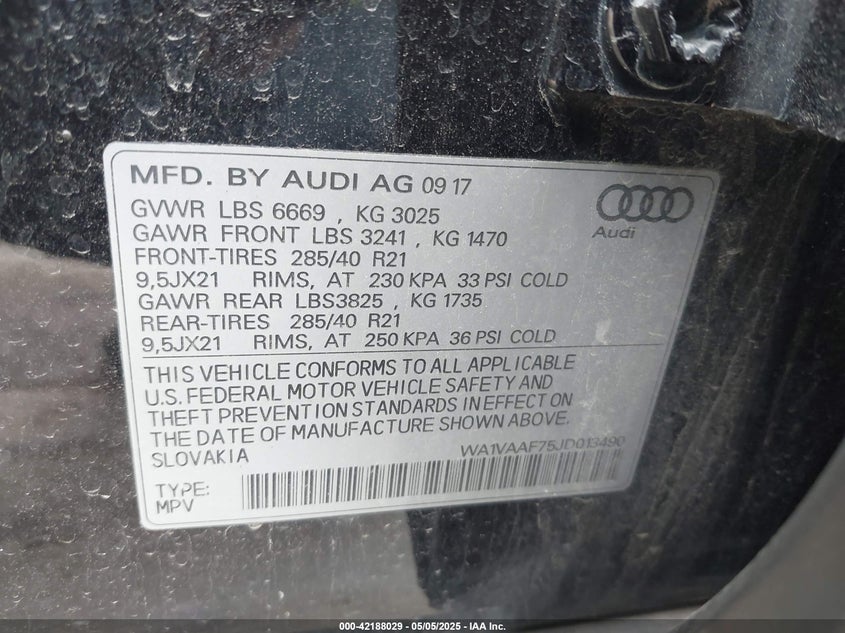 MFD. BY AUDI AG 09 17
GVWR LBS 6669 , KG 3025
GAWR FRONT LBS 3241 , KG 1470
FRONT-TIRES 285/40 R21
9,5JX21 RIMS, AT 230 KPA 33 PSI COLD
GAWR REAR LBS3825 , KG 1735
REAR-TIRES 285/40 R21
9,5JX21 RIMS, AT 250 KPA 36 PSI COLD
THIS VEHICLE CONFORMS TO ALL APPLICABLE
U.S. FEDERAL MOTOR VEHICLE SAFETY AND
THEFT PREVENTION STANDARDS IN EFFECT ON
THE DATE OF MANUFACTURE SHOWN ABOVE.
SLOVAKIA
WA1VAAF75JD013490
TYPE:
MPV
Audi
000-42188029 - 05/05/2025 - IAA Inc.